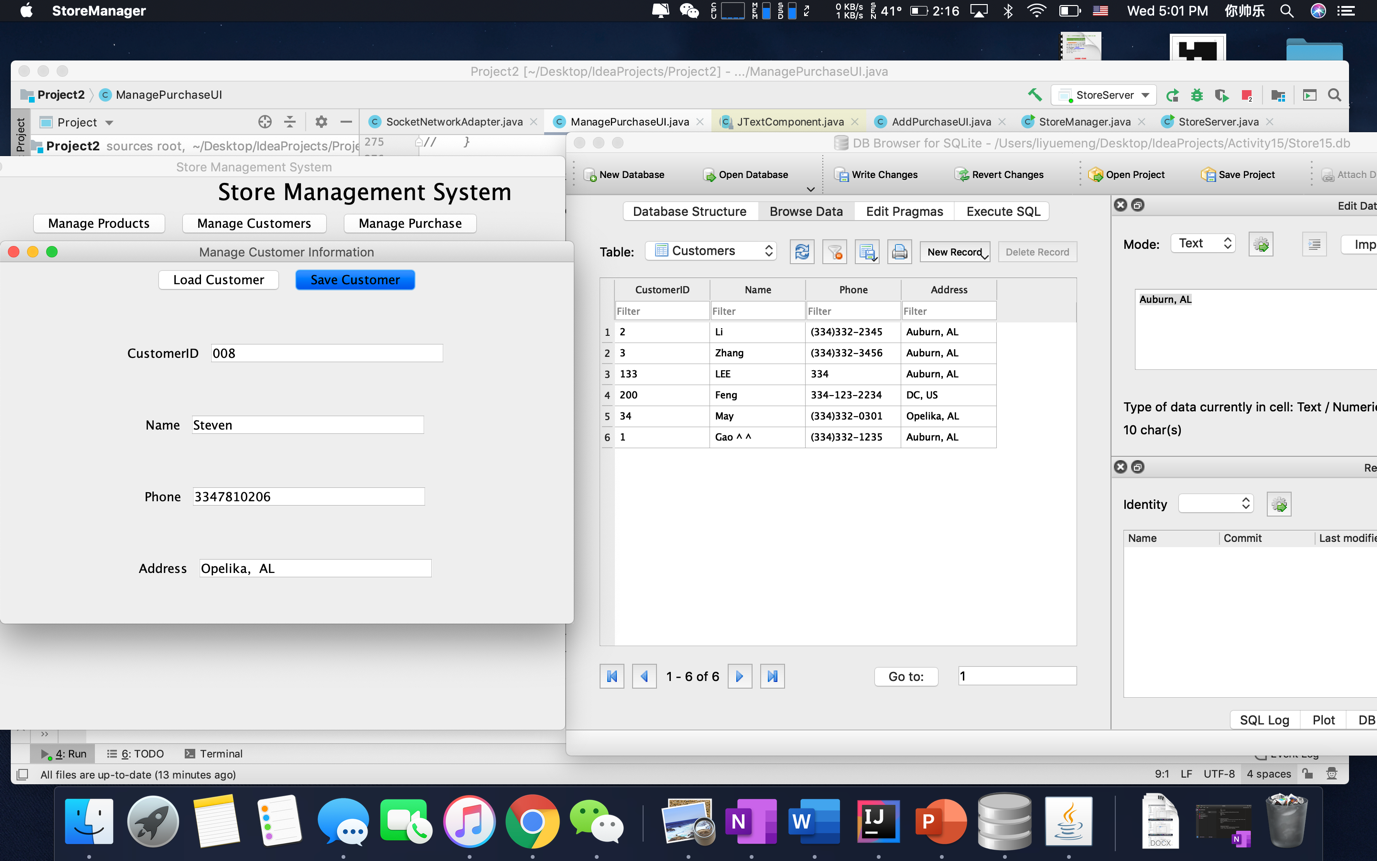 StoreManager
CPU MEM SSD 0 KB/s 1 KB/s SEN 41° 2:16 Wed 5:01 PM 你帅乐
Project2 [~/Desktop/IdeaProjects/Project2] - .../ManagePurchaseUI.java
Project2 ManagePurchaseUI StoreServer
Project
Project SocketNetworkAdapter.java ManagePurchaseUI.java JTextComponent.java AddPurchaseUI.java StoreManager.java StoreServer.java
Project2 sources root, ~/Desktop/IdeaProjects/Proje 275 // }
DB Browser for SQLite - /Users/liyuemeng/Desktop/IdeaProjects/Activity15/Store15.db
New Database Open Database Write Changes Revert Changes Open Project Save Project Attach D
Database Structure Browse Data Edit Pragmas Execute SQL
Table: Customers New Record Delete Record
CustomerID Name Phone Address
Filter Filter Filter Filter
1 2 Li (334)332-2345 Auburn, AL
2 3 Zhang (334)332-3456 Auburn, AL
3 133 LEE 334 Auburn, AL
4 200 Feng 334-123-2234 DC, US
5 34 May (334)332-0301 Opelika, AL
6 1 Gao ^ ^ (334)332-1235 Auburn, AL
1 - 6 of 6 Go to: 1
Edit Dat
Mode: Text Imp
Auburn, AL
Type of data currently in cell: Text / Numeri
10 char(s)
Re
Identity
Name Commit Last modifie
SQL Log Plot DB
Store Management System
Store Management System
Manage Products Manage Customers Manage Purchase
Manage Customer Information
Load Customer Save Customer
CustomerID 008
Name Steven
Phone 3347810206
Address Opelika, AL
4: Run 6: TODO Terminal Event Log
All files are up-to-date (13 minutes ago) 9:1 LF UTF-8 4 spaces
N W IJ P DOCX N